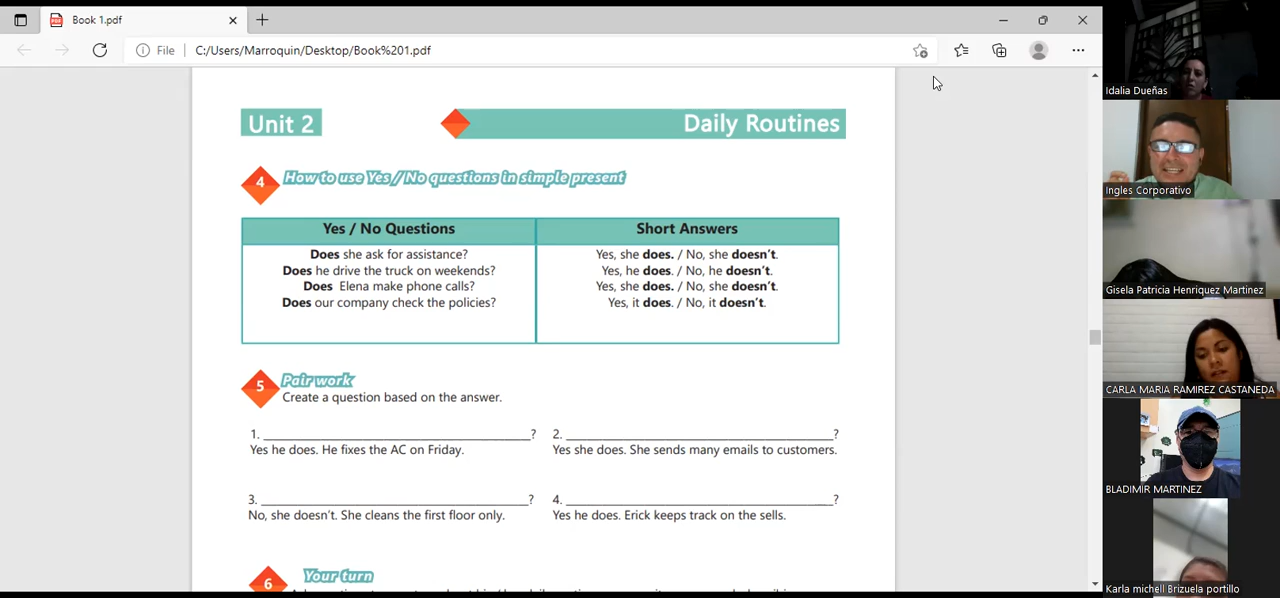 Book 1.pdf
File
C:/Users/Marroquin/Desktop/Book%201.pdf
Unit 2
Daily Routines
4
How to use Yes / No questions in simple present
Yes / No Questions
Short Answers
Does she ask for assistance?
Yes, she does. / No, she doesn't.
Does he drive the truck on weekends?
Yes, he does. / No, he doesn't.
Does Elena make phone calls?
Yes, she does. / No, she doesn't.
Does our company check the policies?
Yes, it does. / No, it doesn't.
5
Pair work
Create a question based on the answer.
1. ______________________________?
2. ______________________________?
Yes he does. He fixes the AC on Friday.
Yes she does. She sends many emails to customers.
3. ______________________________?
4. ______________________________?
No, she doesn't. She cleans the first floor only.
Yes he does. Erick keeps track on the sells.
6
Your turn
Idalia Dueñas
Ingles Corporativo
Gisela Patricia Henriquez Martinez
CARLA MARIA RAMIREZ CASTANEDA
BLADIMIR MARTINEZ
Karla michell Brizuela portillo